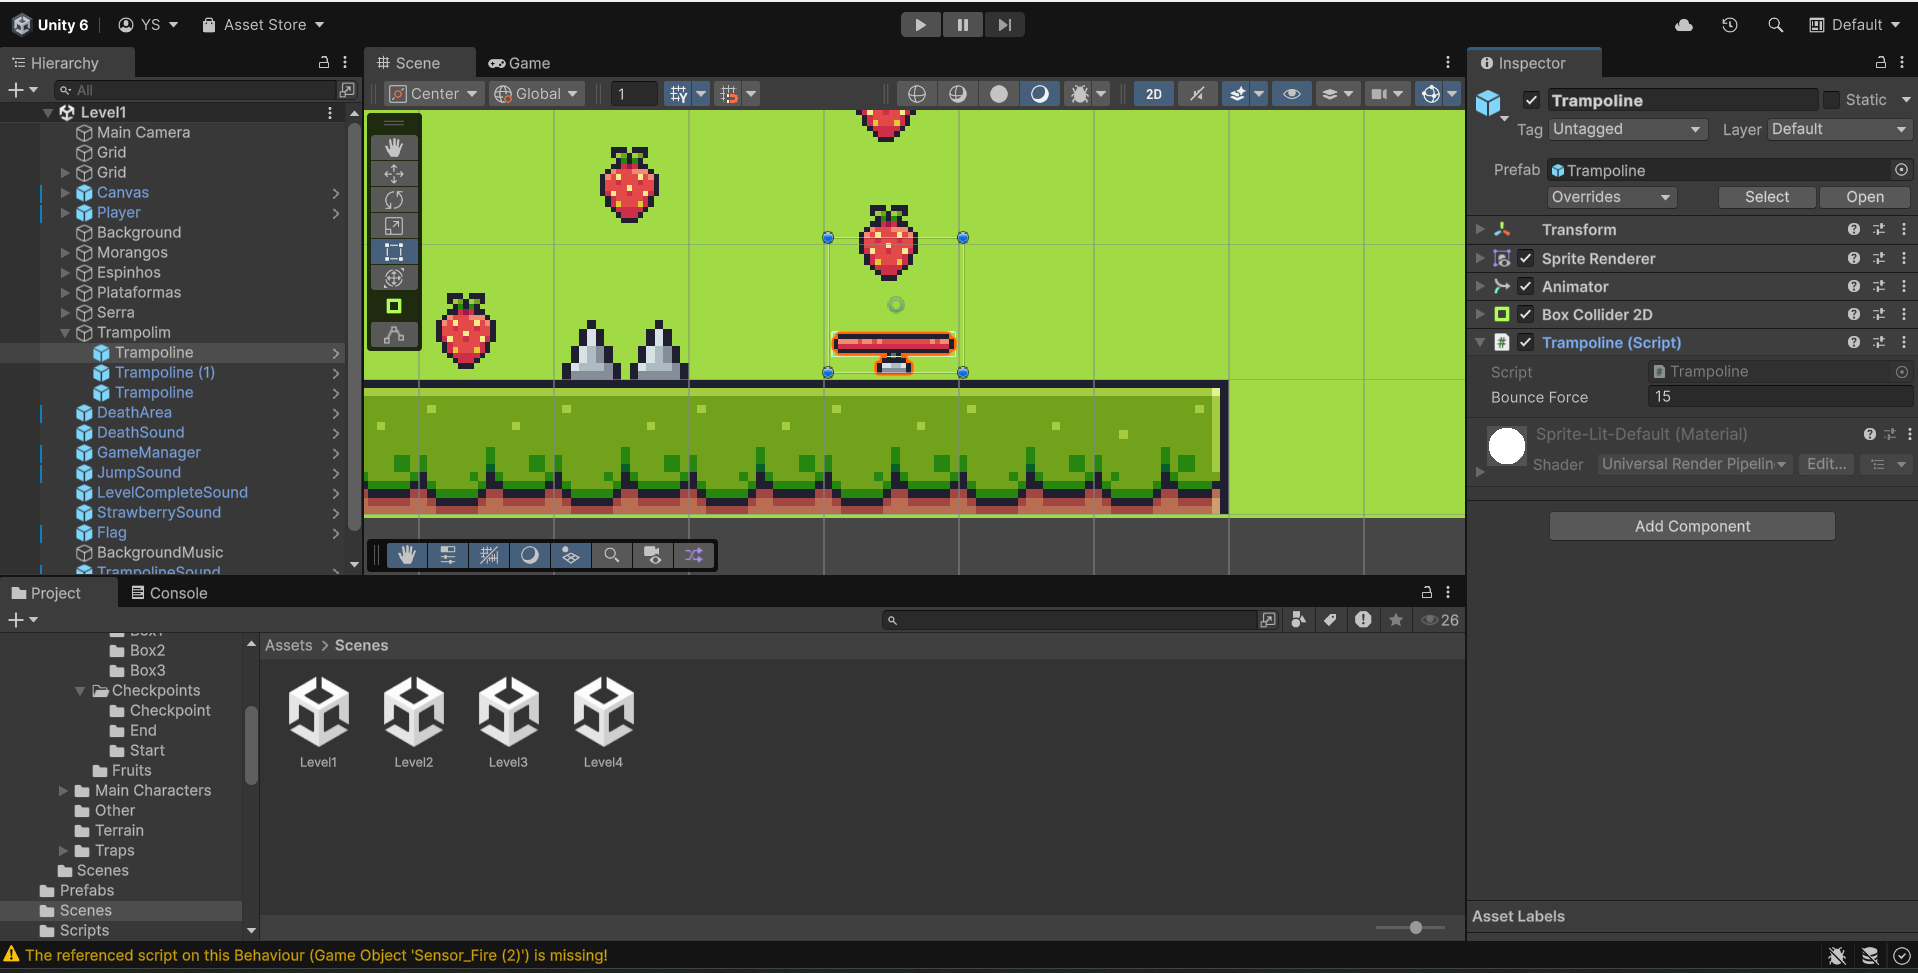 Unity 6
YS
Asset Store
Default
Hierarchy
All
Level1
Main Camera
Grid
Grid
Canvas
Player
Background
Morangos
Espinhos
Plataformas
Serra
Trampolim
Trampoline
Trampoline (1)
Trampoline
DeathArea
DeathSound
GameManager
JumpSound
LevelCompleteSound
StrawberrySound
Flag
BackgroundMusic
TrampolineSound
Scene
Game
Center
Global
1
2D
Inspector
Trampoline
Static
Tag
Untagged
Layer
Default
Prefab
Trampoline
Overrides
Select
Open
Transform
Sprite Renderer
Animator
Box Collider 2D
Trampoline (Script)
Script
Trampoline
Bounce Force
15
Sprite-Lit-Default (Material)
Shader
Universal Render Pipelin
Edit...
Add Component
Asset Labels
Project
Console
26
Box1
Box2
Box3
Checkpoints
Checkpoint
End
Start
Fruits
Main Characters
Other
Terrain
Traps
Scenes
Prefabs
Scenes
Scripts
Assets > Scenes
Level1
Level2
Level3
Level4
The referenced script on this Behaviour (Game Object 'Sensor_Fire (2)') is missing!